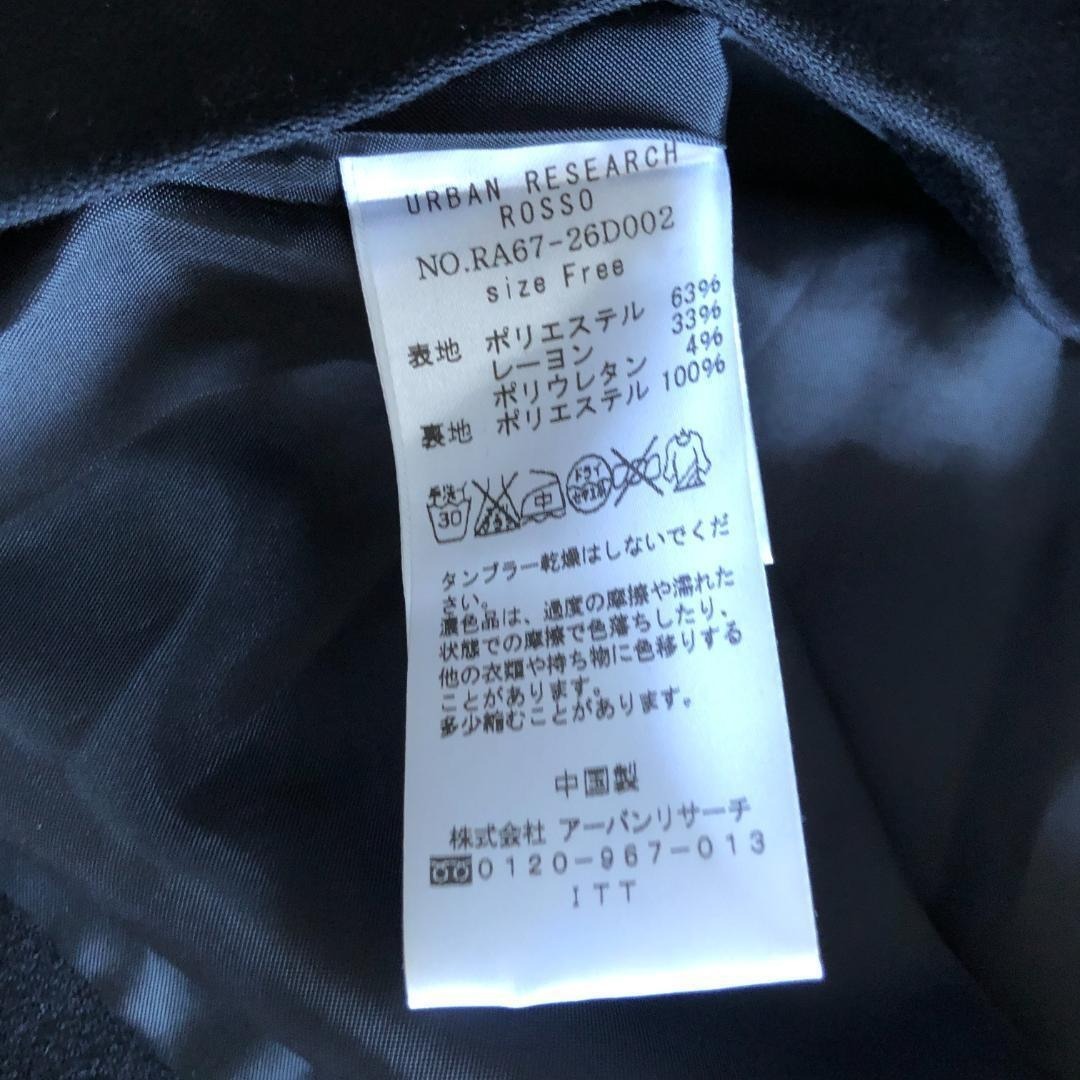 URBAN RESEARCH
ROSSO
NO.RA67-26D002
size Free
表地 ポリエステル 63%
レーヨン 33%
ポリウレタン 4%
裏地 ポリエステル 100%
手洗イ 30 中 ドライ セキユ系
タンブラー乾燥はしないでくだ
さい。
濃色品は、過度の摩擦や濡れた
状態での摩擦で色落ちしたり、
他の衣類や持ち物に色移りする
ことがあります。
多少縮むことがあります。
中国製
株式会社 アーバンリサーチ
0120-967-013
ITT